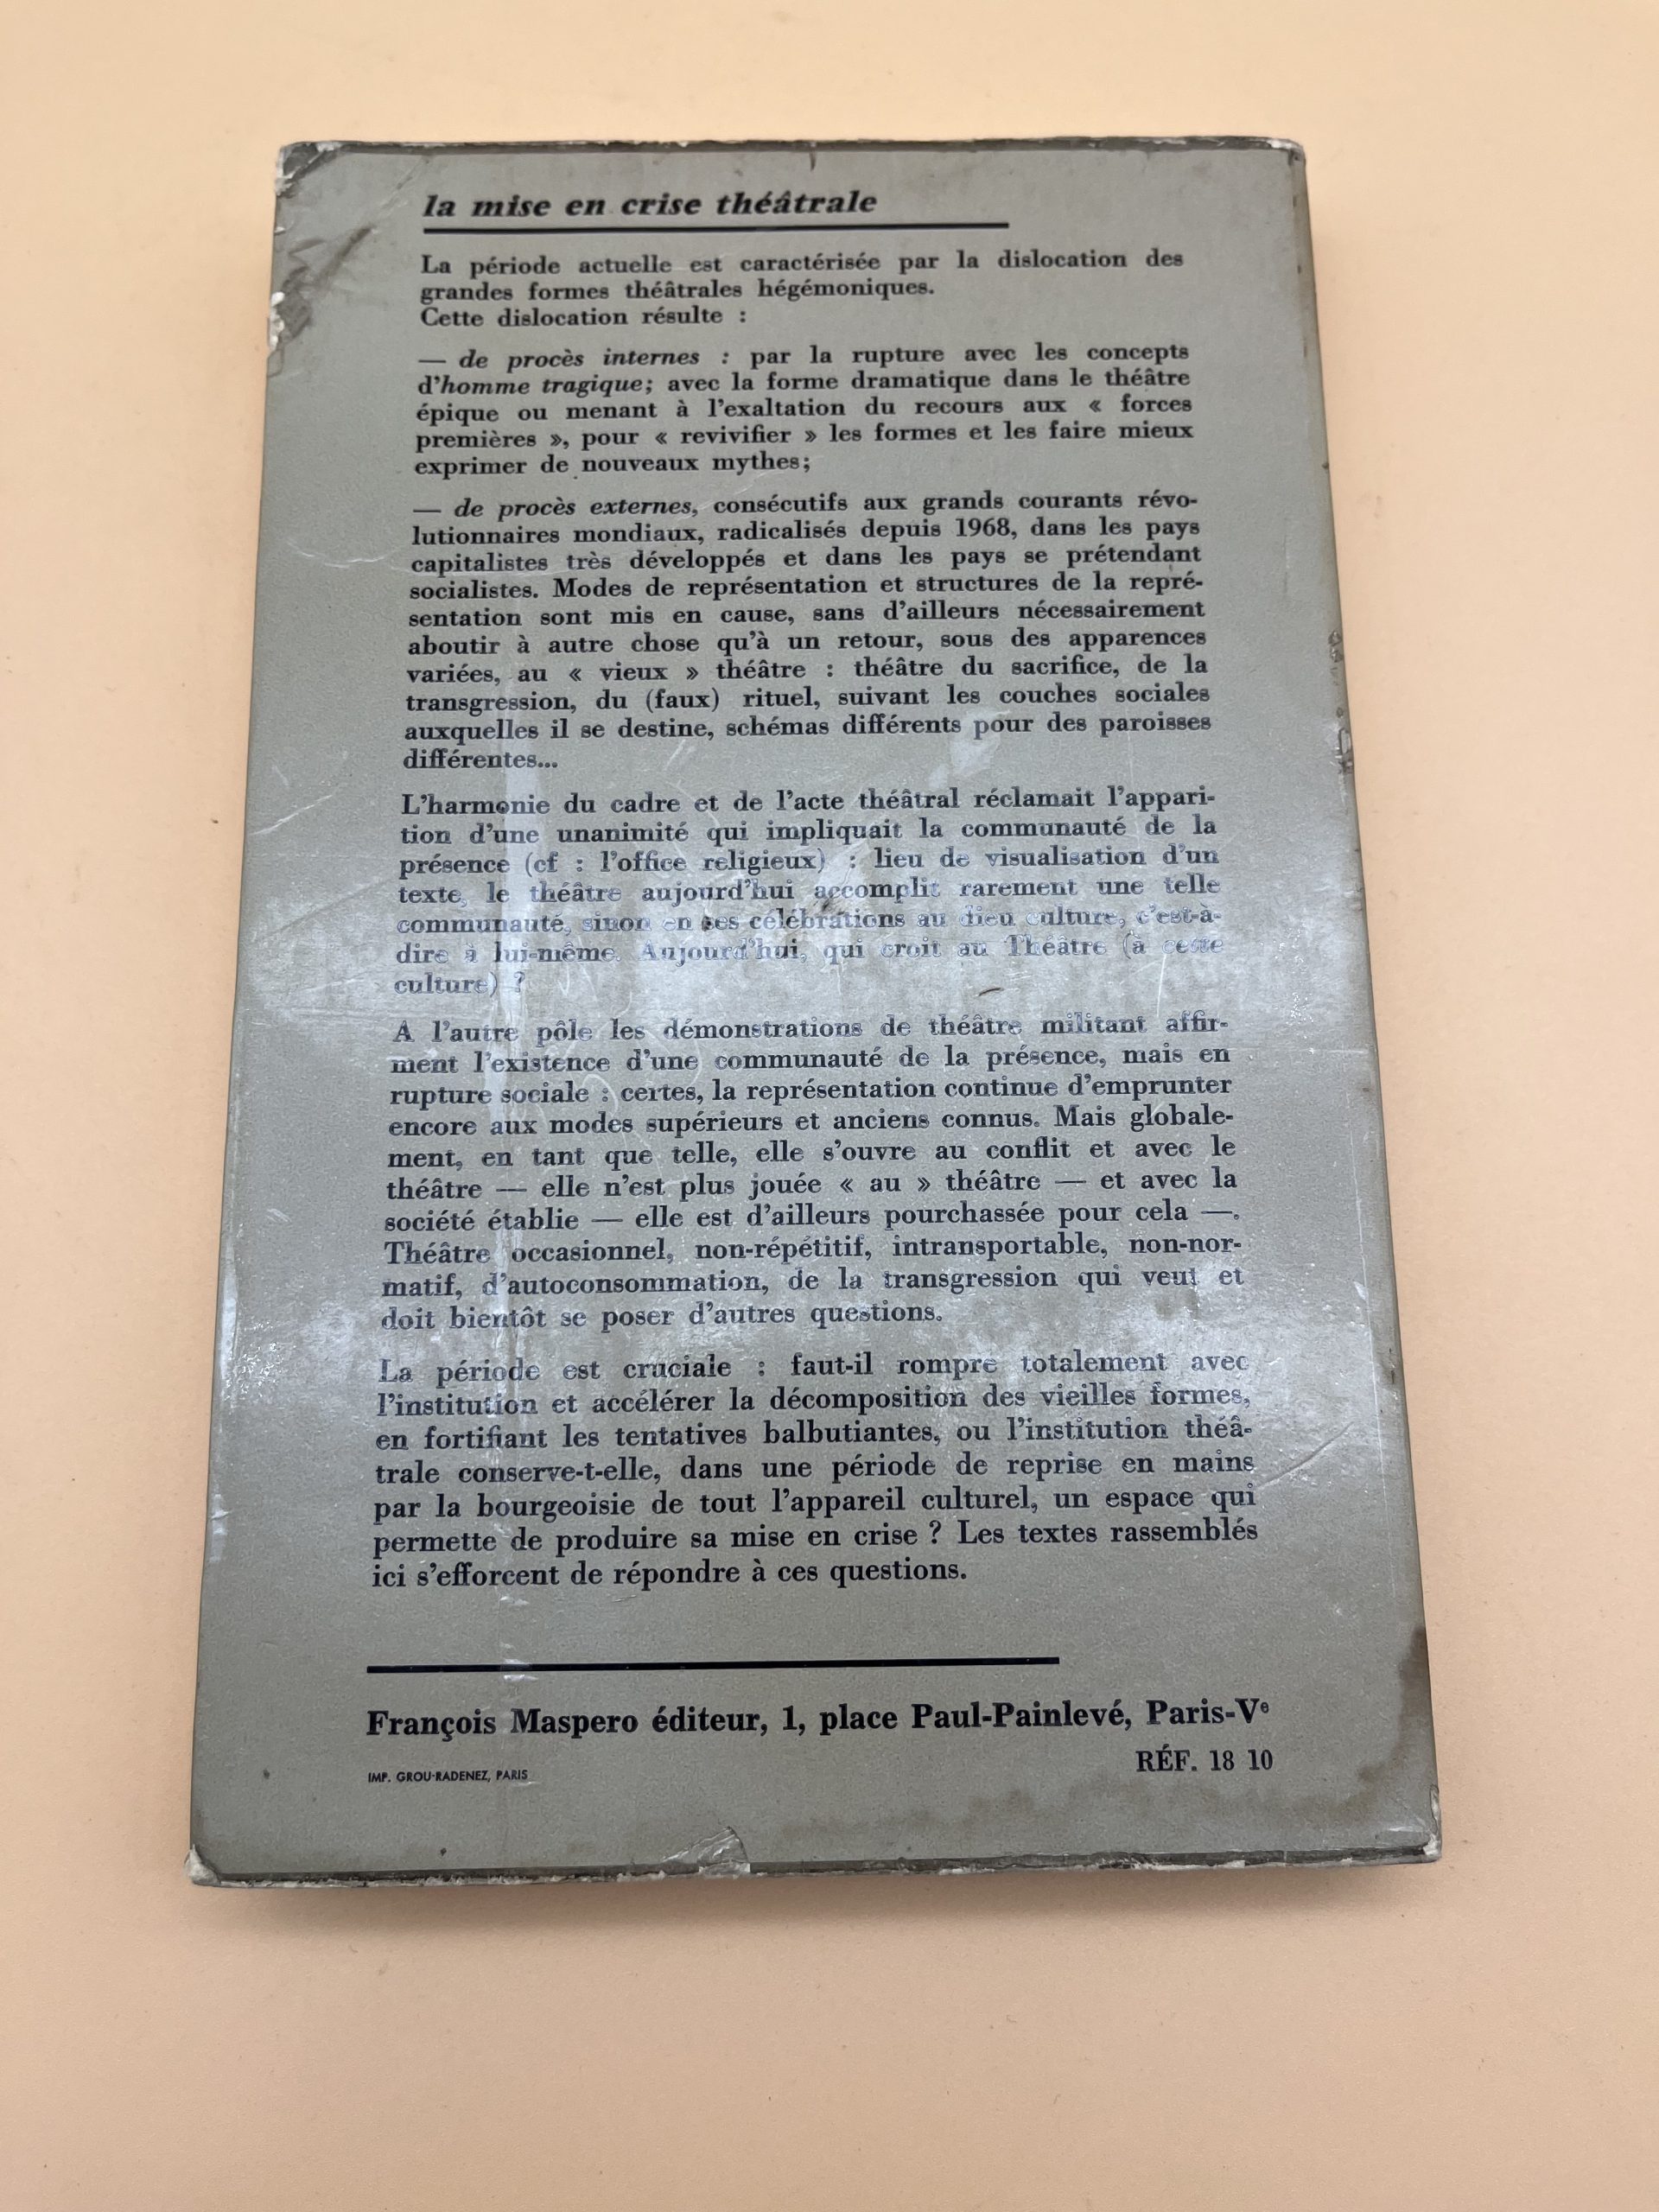 la mise en crise théâtrale
La période actuelle est caractérisée par la dislocation des
grandes formes théâtrales hégémoniques.
Cette dislocation résulte :
— de procès internes : par la rupture avec les concepts
d'homme tragique; avec la forme dramatique dans le théâtre
épique ou menant à l'exaltation du recours aux « forces
premières », pour « revivifier » les formes et les faire mieux
exprimer de nouveaux mythes;
— de procès externes, consécutifs aux grands courants révo-
lutionnaires mondiaux, radicalisés depuis 1968, dans les pays
capitalistes très développés et dans les pays se prétendant
socialistes. Modes de représentation et structures de la repré-
sentation sont mis en cause, sans d'ailleurs nécessairement
aboutir à autre chose qu'à un retour, sous des apparences
variées, au « vieux » théâtre : théâtre du sacrifice, de la
transgression, du (faux) rituel, suivant les couches sociales
auxquelles il se destine, schémas différents pour des paroisses
différentes...
L'harmonie du cadre et de l'acte théâtral réclamait l'appari-
tion d'une unanimité qui impliquait la communauté de la
présence (cf : l'office religieux) : lieu de visualisation d'un
texte, le théâtre aujourd'hui accomplit rarement une telle
communauté, sinon en ses célébrations au dieu culture, c'est-à-
dire à lui-même. Aujourd'hui, qui croit au Théâtre (à cette
culture) ?
A l'autre pôle les démonstrations de théâtre militant affir-
ment l'existence d'une communauté de la présence, mais en
rupture sociale : certes, la représentation continue d'emprunter
encore aux modes supérieurs et anciens connus. Mais globale-
ment, en tant que telle, elle s'ouvre au conflit et avec le
théâtre — elle n'est plus jouée « au » théâtre — et avec la
société établie — elle est d'ailleurs pourchassée pour cela —.
Théâtre occasionnel, non-répétitif, intransportable, non-nor-
matif, d'autoconsommation, de la transgression qui veut et
doit bientôt se poser d'autres questions.
La période est cruciale : faut-il rompre totalement avec
l'institution et accélérer la décomposition des vieilles formes,
en fortifiant les tentatives balbutiantes, ou l'institution théâ-
trale conserve-t-elle, dans une période de reprise en mains
par la bourgeoisie de tout l'appareil culturel, un espace qui
permette de produire sa mise en crise ? Les textes rassemblés
ici s'efforcent de répondre à ces questions.
François Maspero éditeur, 1, place Paul-Painlevé, Paris-Vᵉ
RÉF. 18 10
IMP. GROU-RADENEZ, PARIS